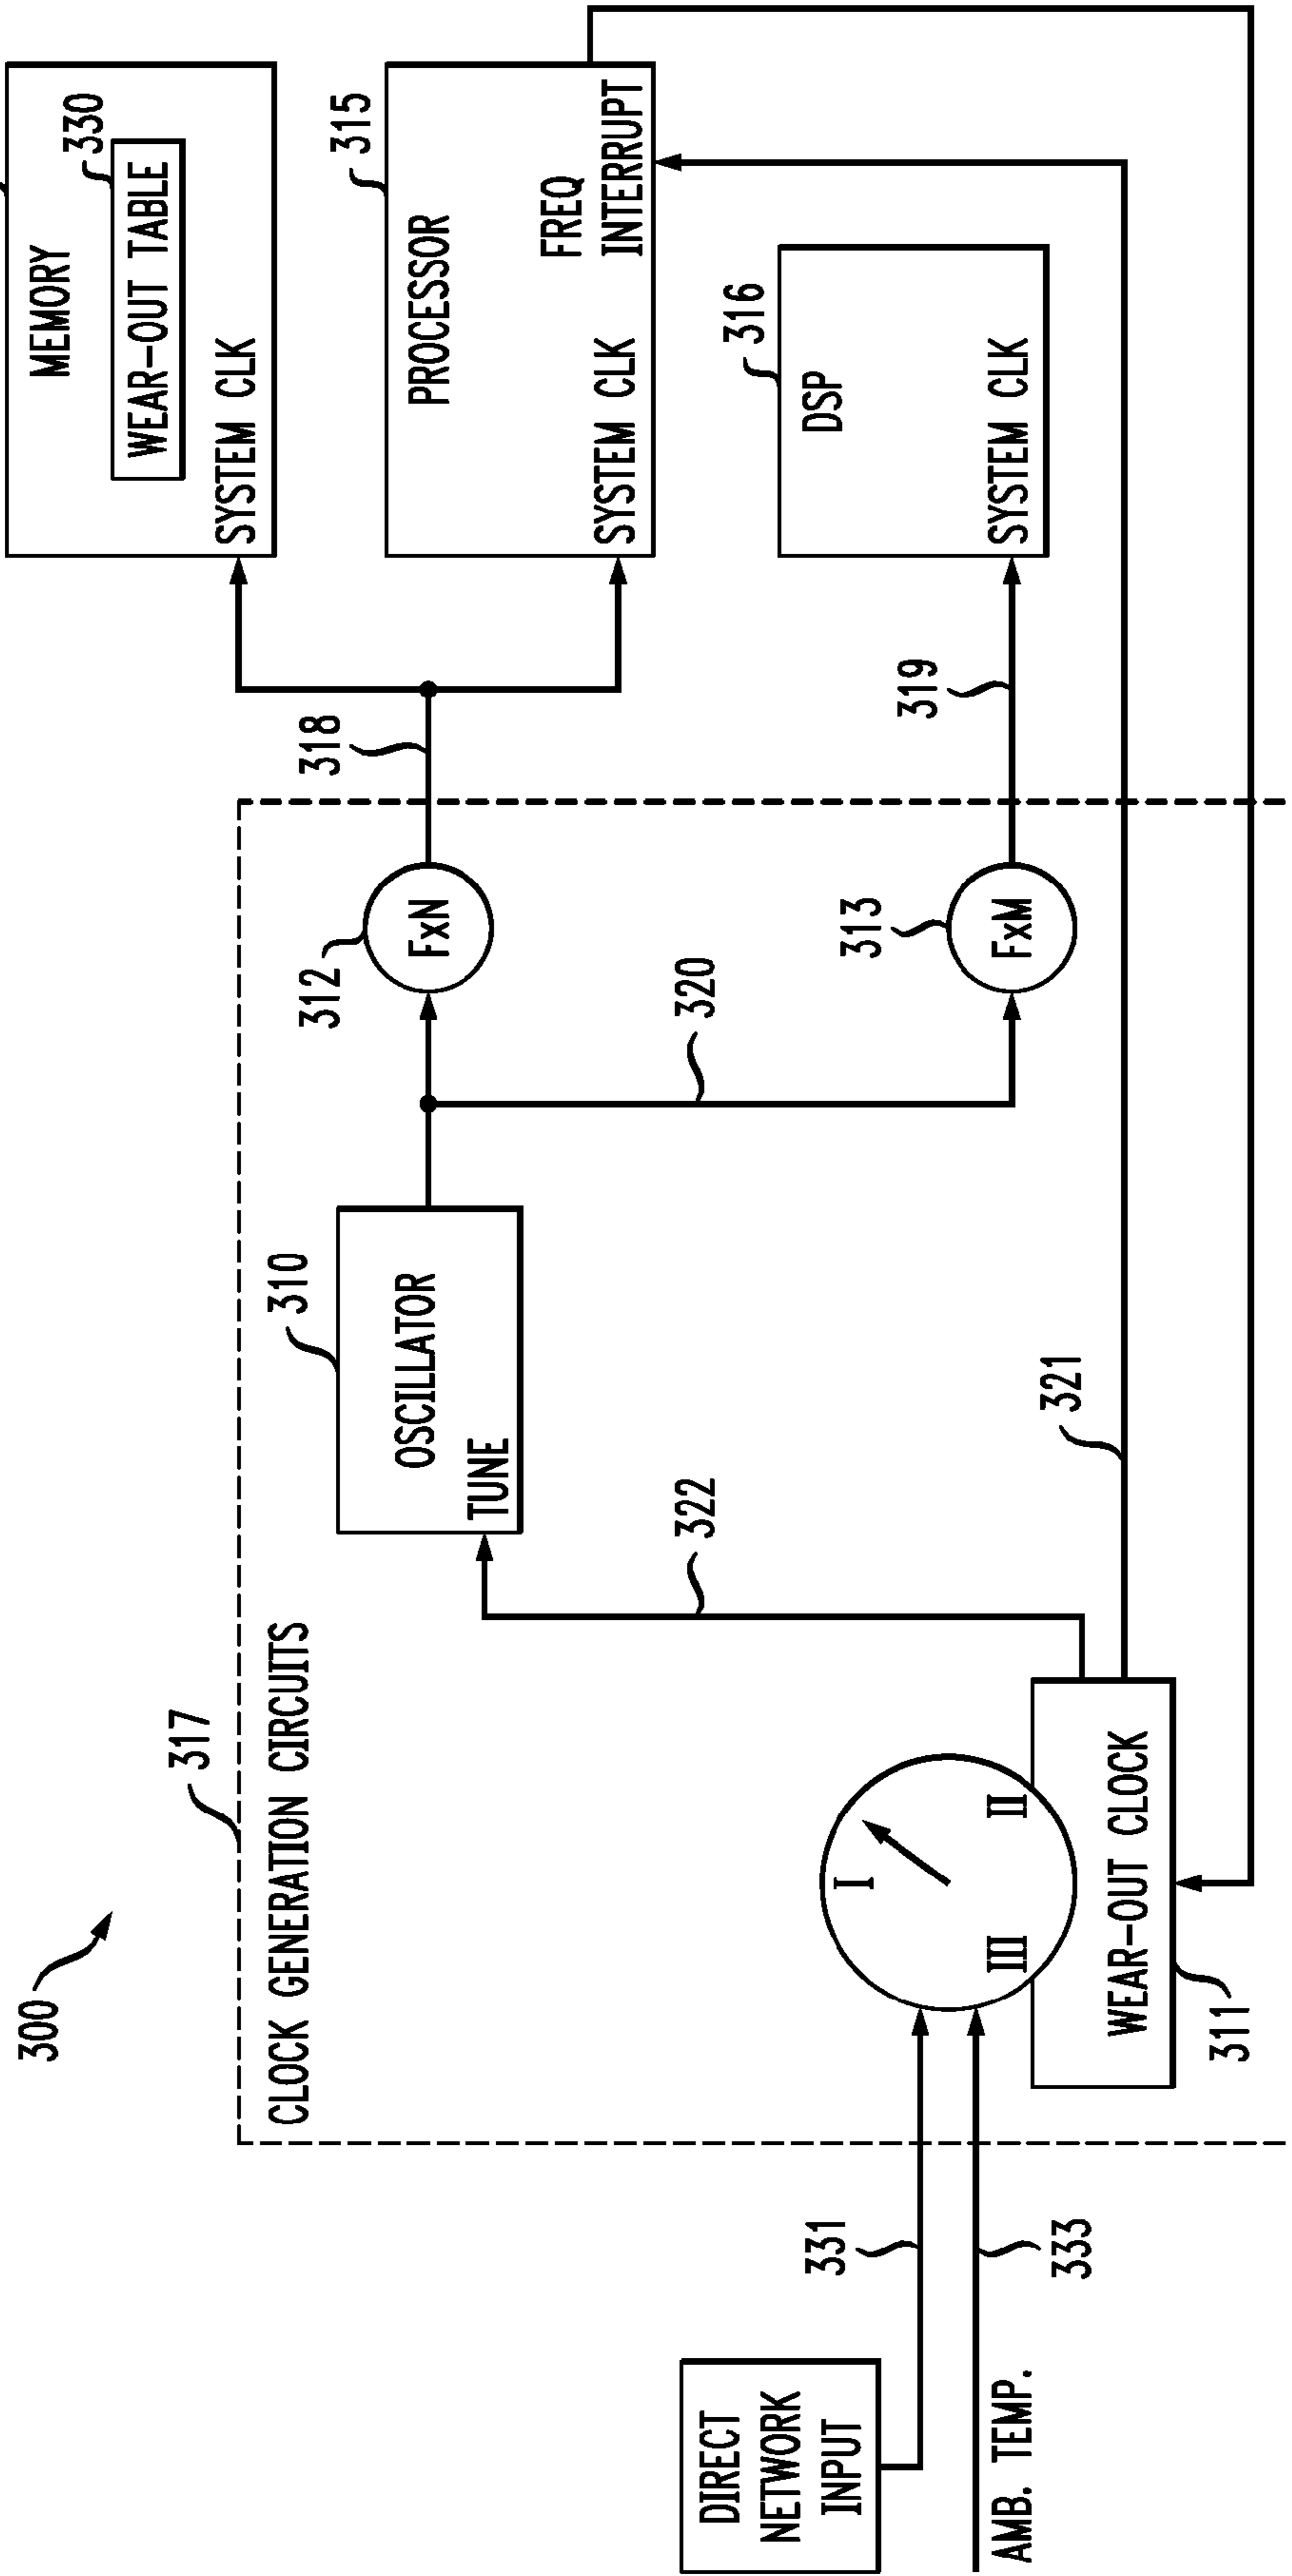 300
317
CLOCK GENERATION CIRCUITS
MEMORY
330
WEAR-OUT TABLE
SYSTEM CLK
315
PROCESSOR
FREQ
INTERRUPT
SYSTEM CLK
316
DSP
SYSTEM CLK
318
312
FxN
319
313
FxM
320
310
OSCILLATOR
TUNE
322
321
I
II
III
WEAR-OUT CLOCK
311
331
333
DIRECT
NETWORK
INPUT
AMB. TEMP.